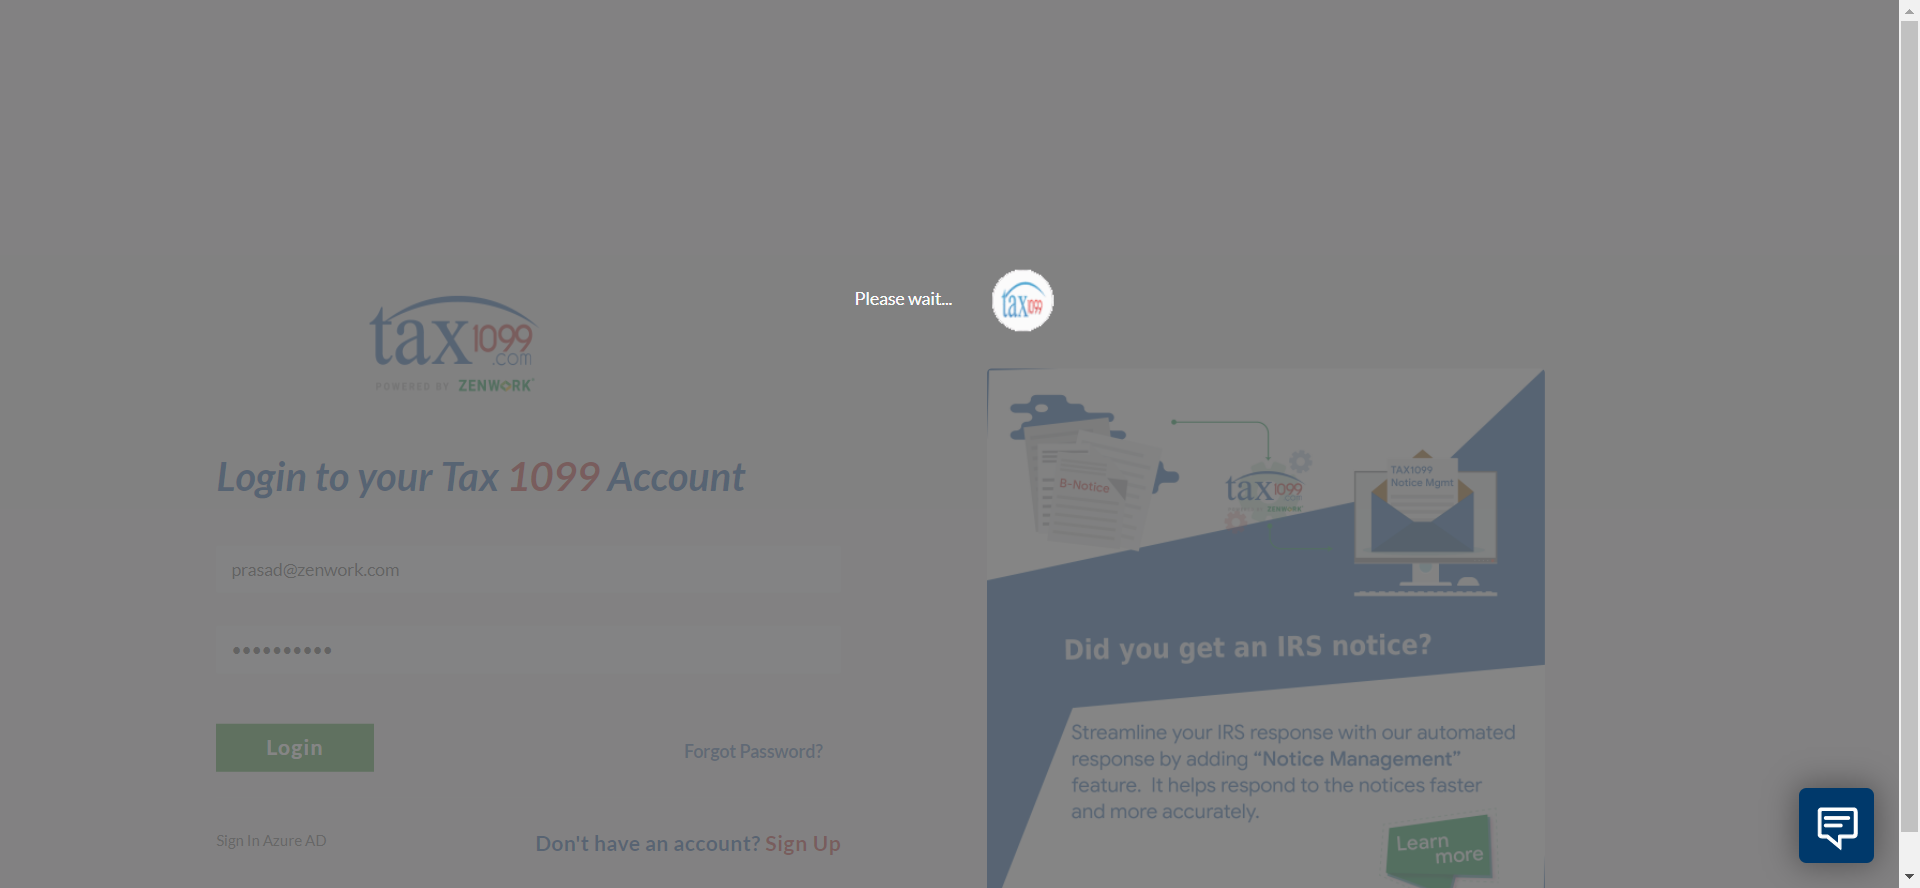 Please wait...
tax1099
tax1099
.com
POWERED BY ZENWORK
Login to your Tax 1099 Account
prasad@zenwork.com
••••••••••
Login
Forgot Password?
Sign In Azure AD
Don't have an account? Sign Up
B-Notice
tax1099
.com
POWERED BY ZENWORK
TAX1099
Notice Mgmt
Did you get an IRS notice?
Streamline your IRS response with our automated
response by adding “Notice Management”
feature. It helps respond to the notices faster
and more accurately.
Learn
more